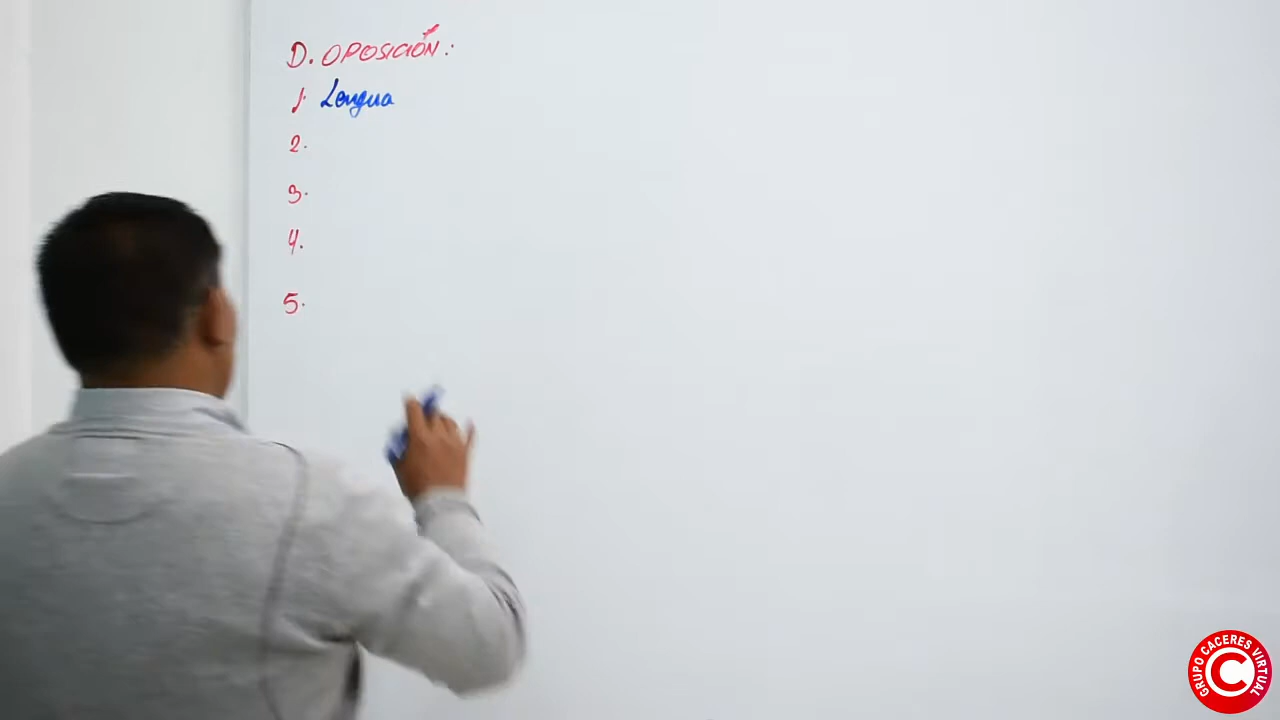 D. OPOSICIÓN:
1. Lengua
2.
3.
4.
5.
GRUPO CACERES VIRTUAL
C